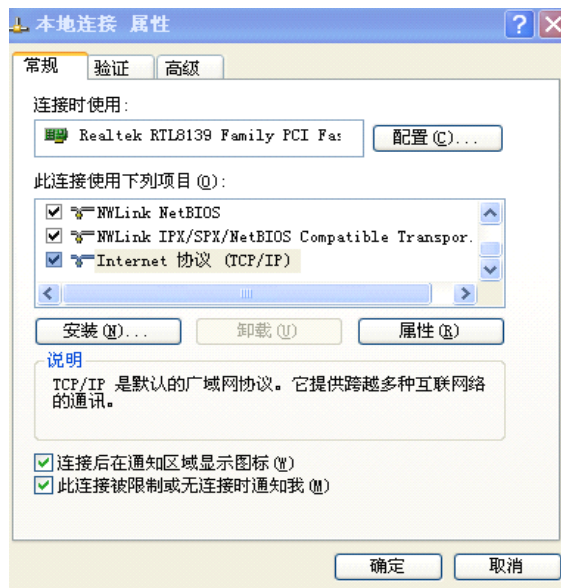 本地连接 属性
常规 验证 高级
连接时使用:
Realtek RTL8139 Family PCI Fas
配置(C)...
此连接使用下列项目(O):
NWLink NetBIOS
NWLink IPX/SPX/NetBIOS Compatible Transpor.
Internet 协议 (TCP/IP)
安装(N)... 卸载(U) 属性(R)
说明
TCP/IP 是默认的广域网协议。它提供跨越多种互联网络
的通讯。
连接后在通知区域显示图标(W)
此连接被限制或无连接时通知我(M)
确定 取消